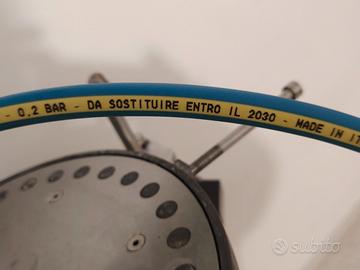 - 0.2 BAR - DA SOSTITUIRE ENTRO IL 2030 - MADE IN IT
subito